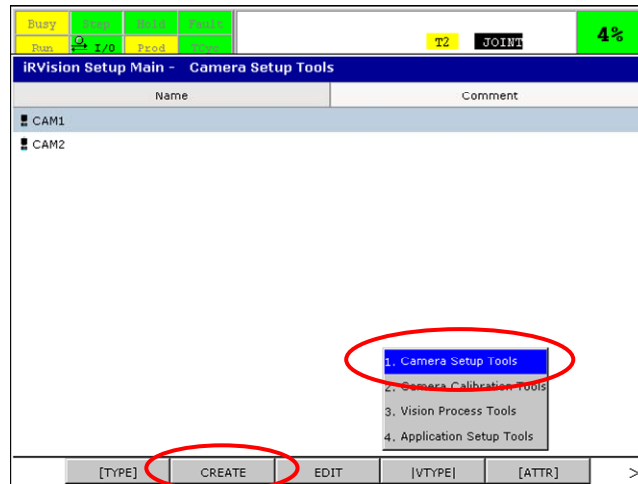 Busy Step Hold Fault
Run I/O Prod TCyc
T2 JOINT 4%
iRVision Setup Main - Camera Setup Tools
Name Comment
CAM1
CAM2
1. Camera Setup Tools
2. Camera Calibration Tools
3. Vision Process Tools
4. Application Setup Tools
[TYPE] CREATE EDIT |VTYPE| [ATTR] >